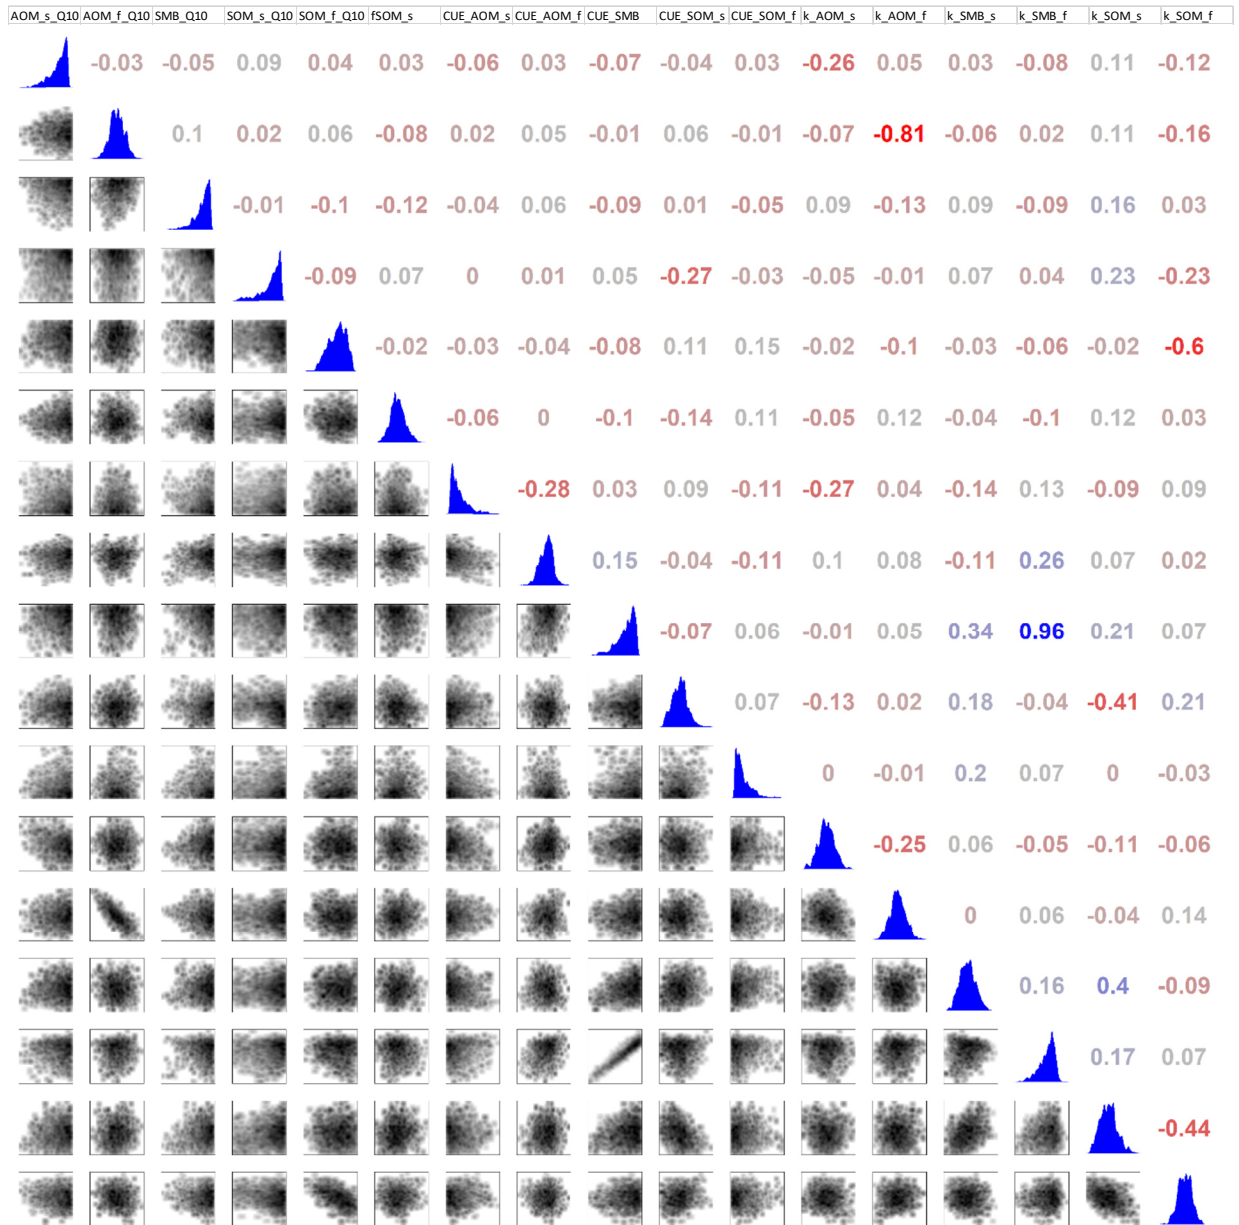 AOM_s_Q10 AOM_f_Q10 SMB_Q10 SOM_s_Q10 SOM_f_Q10 fSOM_s CUE_AOM_s CUE_AOM_f CUE_SMB CUE_SOM_s CUE_SOM_f k_AOM_s k_AOM_f k_SMB_s k_SMB_f k_SOM_s k_SOM_f
-0.03 -0.05 0.09 0.04 0.03 -0.06 0.03 -0.07 -0.04 0.03 -0.26 0.05 0.03 -0.08 0.11 -0.12
0.1 0.02 0.06 -0.08 0.02 0.05 -0.01 0.06 -0.01 -0.07 -0.81 -0.06 0.02 0.11 -0.16
-0.01 -0.1 -0.12 -0.04 0.06 -0.09 0.01 -0.05 0.09 -0.13 0.09 -0.09 0.16 0.03
-0.09 0.07 0 0.01 0.05 -0.27 -0.03 -0.05 -0.01 0.07 0.04 0.23 -0.23
-0.02 -0.03 -0.04 -0.08 0.11 0.15 -0.02 -0.1 -0.03 -0.06 -0.02 -0.6
-0.06 0 -0.1 -0.14 0.11 -0.05 0.12 -0.04 -0.1 0.12 0.03
-0.28 0.03 0.09 -0.11 -0.27 0.04 -0.14 0.13 -0.09 0.09
0.15 -0.04 -0.11 0.1 0.08 -0.11 0.26 0.07 0.02
-0.07 0.06 -0.01 0.05 0.34 0.96 0.21 0.07
0.07 -0.13 0.02 0.18 -0.04 -0.41 0.21
0 -0.01 0.2 0.07 0 -0.03
-0.25 0.06 -0.05 -0.11 -0.06
0 0.06 -0.04 0.14
0.16 0.4 -0.09
0.17 0.07
-0.44